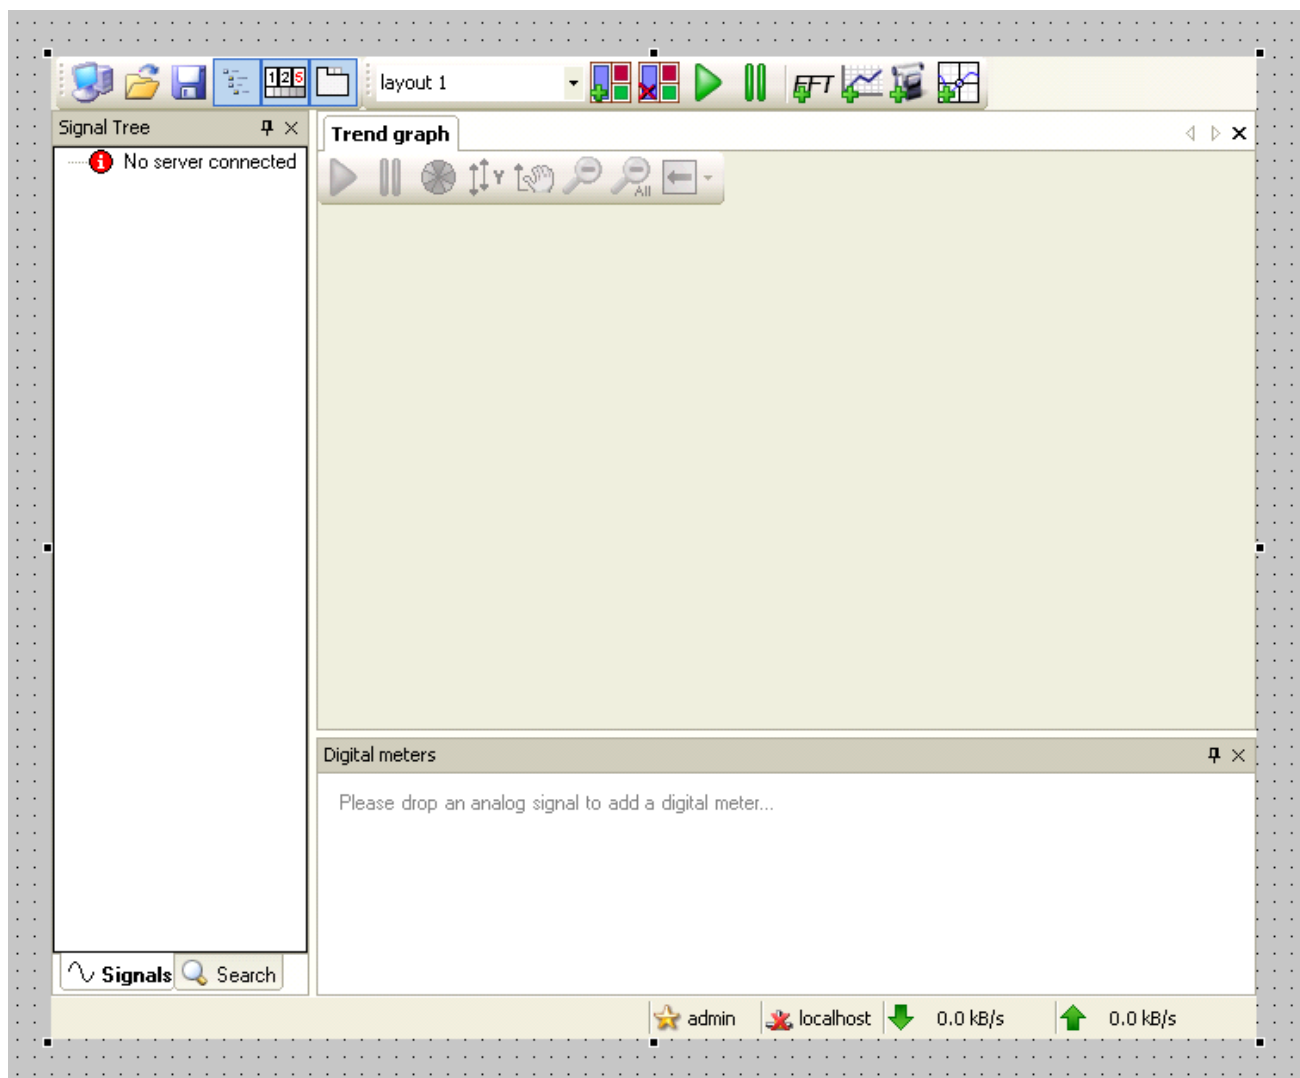 layout 1
FFT
Signal Tree
No server connected
Trend graph
Y
All
Digital meters
Please drop an analog signal to add a digital meter...
Signals Search
admin localhost 0.0 kB/s 0.0 kB/s